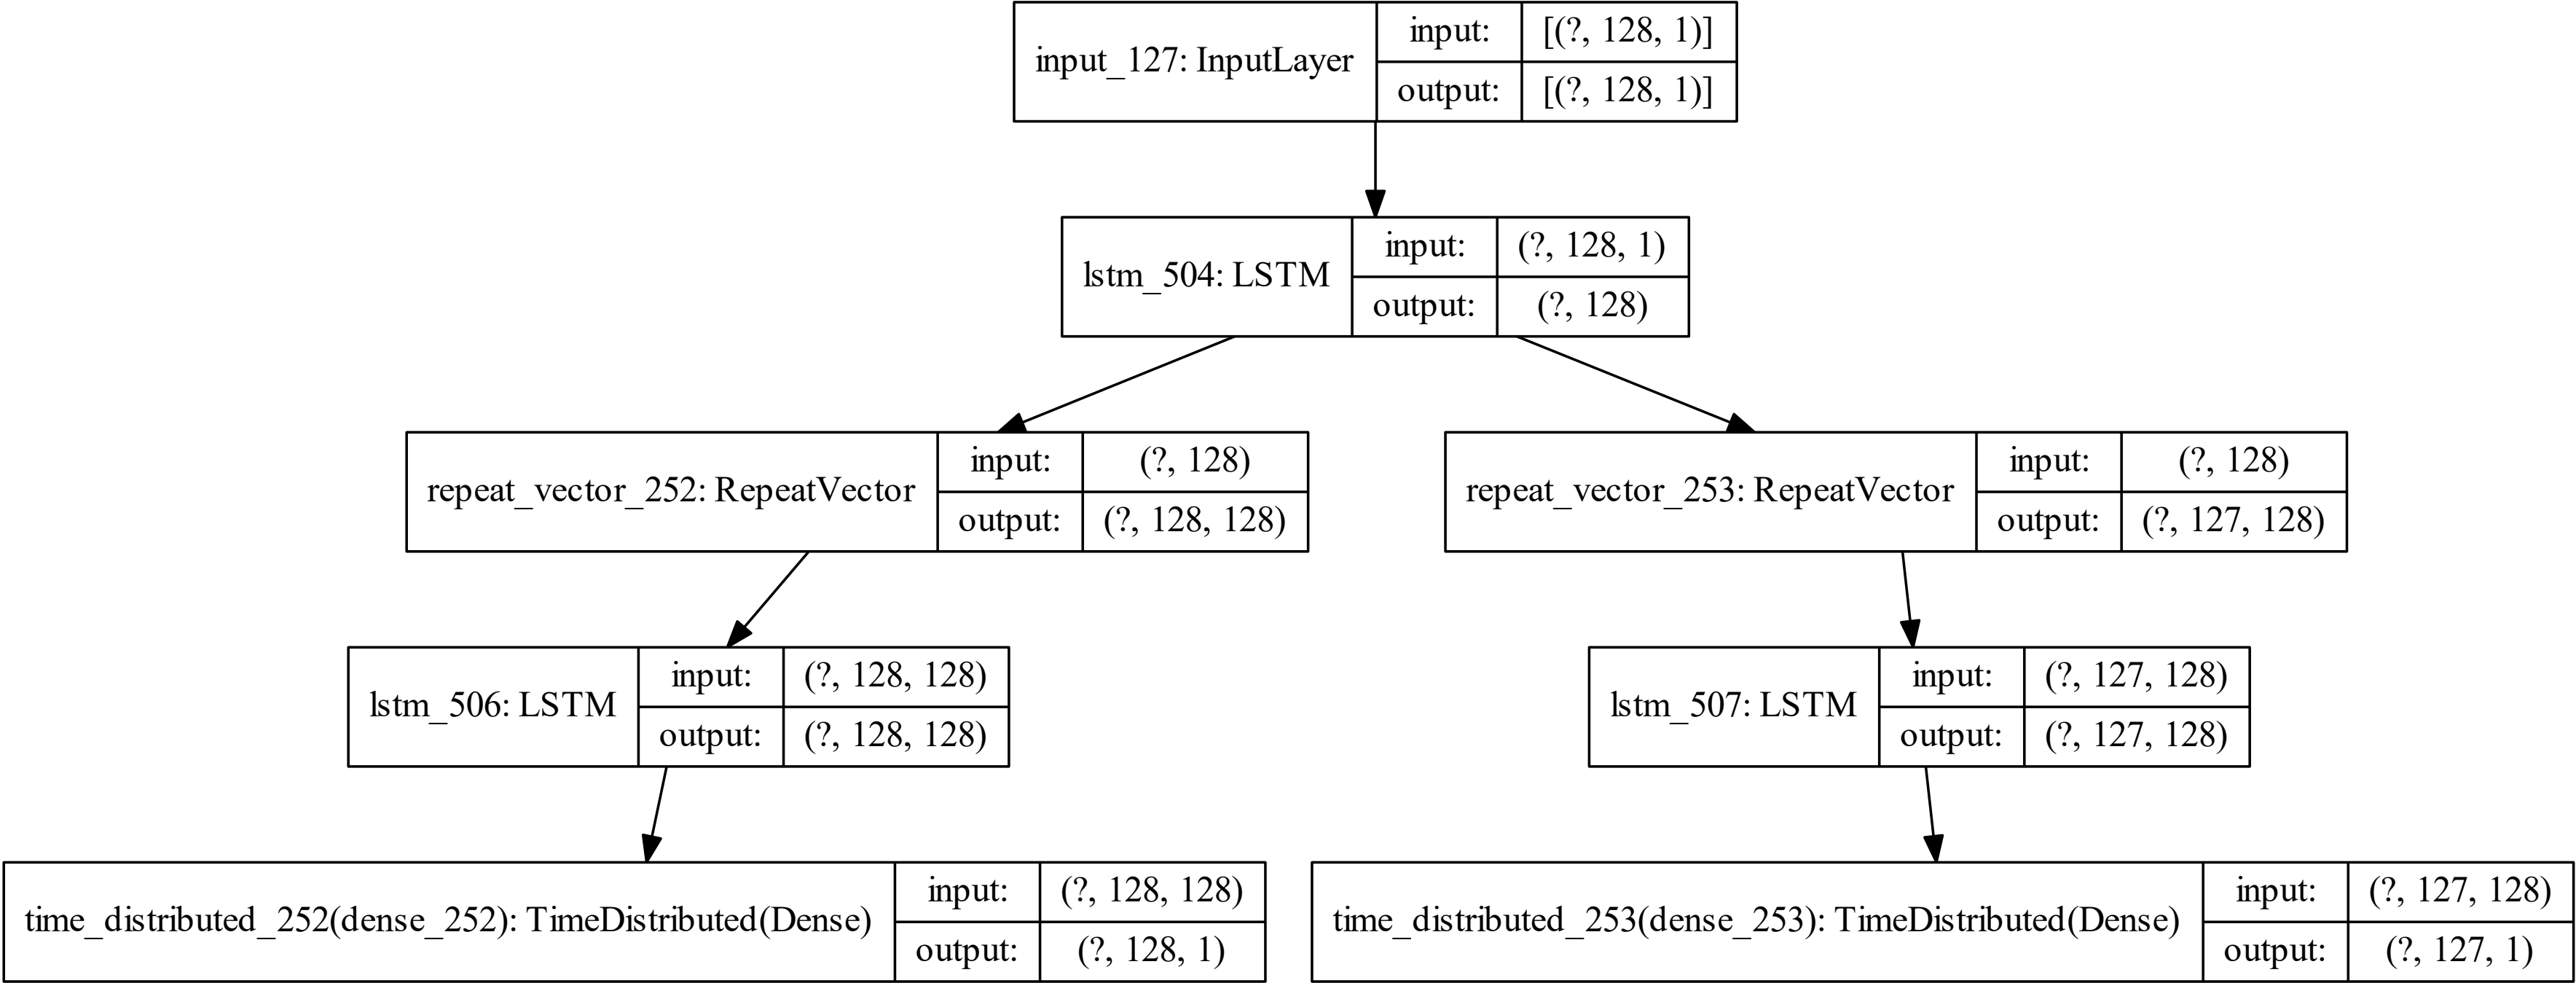 input_127: InputLayer
input: [(?, 128, 1)]
output: [(?, 128, 1)]
lstm_504: LSTM
input: (?, 128, 1)
output: (?, 128)
repeat_vector_252: RepeatVector
input: (?, 128)
output: (?, 128, 128)
repeat_vector_253: RepeatVector
input: (?, 128)
output: (?, 127, 128)
lstm_506: LSTM
input: (?, 128, 128)
output: (?, 128, 128)
lstm_507: LSTM
input: (?, 127, 128)
output: (?, 127, 128)
time_distributed_252(dense_252): TimeDistributed(Dense)
input: (?, 128, 128)
output: (?, 128, 1)
time_distributed_253(dense_253): TimeDistributed(Dense)
input: (?, 127, 128)
output: (?, 127, 1)